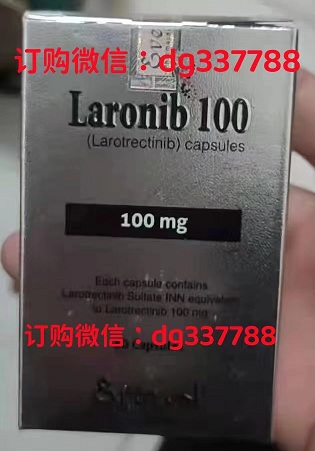 订购微信：dg337788
Laronib 100
(Larotrectinib) capsules
100 mg
Each capsule contains
Larotrectinib Sulfate INN equivalent
to Larotrectinib 100 mg
订购微信：dg337788